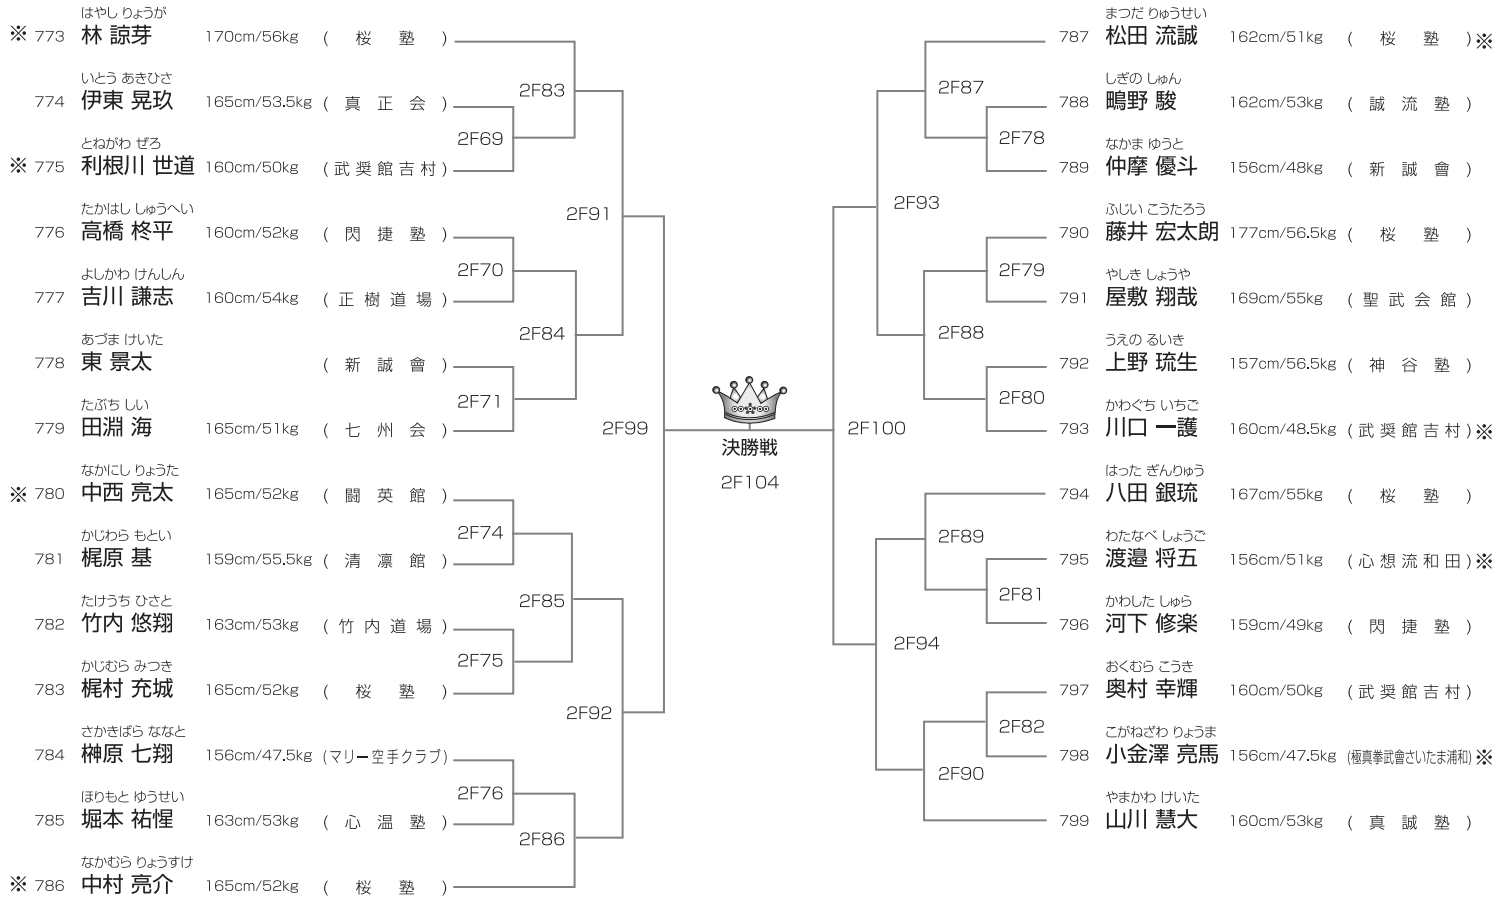 はやし りょうが
※ 773 林 諒芽 170cm/56kg ( 桜 塾 )
いとう あきひさ
774 伊東 晃玖 165cm/53.5kg ( 真 正 会 )
とねがわ ぜろ
※ 775 利根川 世道 160cm/50kg ( 武奨館吉村 )
たかはし しゅうへい
776 高橋 柊平 160cm/52kg ( 閃 捷 塾 )
よしかわ けんしん
777 吉川 謙志 160cm/54kg ( 正 樹 道 場 )
あづま けいた
778 東 景太 ( 新 誠 會 )
たぶち しい
779 田淵 海 165cm/51kg ( 七 州 会 )
なかにし りょうた
※ 780 中西 亮太 165cm/52kg ( 闘 英 館 )
かじわら もとい
781 梶原 基 159cm/55.5kg ( 清 凛 館 )
たけうち ひさと
782 竹内 悠翔 163cm/53kg ( 竹 内 道 場 )
かじむら みつき
783 梶村 充城 165cm/52kg ( 桜 塾 )
さかきばら ななと
784 榊原 七翔 156cm/47.5kg (マリー空手クラブ)
ほりもと ゆうせい
785 堀本 祐惺 163cm/53kg ( 心 温 塾 )
なかむら りょうすけ
※ 786 中村 亮介 165cm/52kg ( 桜 塾 )
2F83
2F69
2F91
2F70
2F84
2F71
2F99
2F74
2F85
2F75
2F92
2F76
2F86
決勝戦
2F104
2F87
2F78
2F93
2F79
2F88
2F80
2F100
2F89
2F81
2F94
2F82
2F90
まつだ りゅうせい
787 松田 流誠 162cm/51kg ( 桜 塾 ) ※
しぎの しゅん
788 鴫野 駿 162cm/53kg ( 誠 流 塾 )
なかま ゆうと
789 仲摩 優斗 156cm/48kg ( 新 誠 會 )
ふじい こうたろう
790 藤井 宏太朗 177cm/56.5kg ( 桜 塾 )
やしき しょうや
791 屋敷 翔哉 169cm/55kg ( 聖 武 会 館 )
うえの るいき
792 上野 琉生 157cm/56.5kg ( 神 谷 塾 )
かわぐち いちご
793 川口 一護 160cm/48.5kg ( 武奨館吉村 ) ※
はった ぎんりゅう
794 八田 銀琉 167cm/55kg ( 桜 塾 )
わたなべ しょうご
795 渡邉 将五 156cm/51kg ( 心想流和田 ) ※
かわした しゅら
796 河下 修楽 159cm/49kg ( 閃 捷 塾 )
おくむら こうき
797 奥村 幸輝 160cm/50kg ( 武奨館吉村 )
こがねざわ りょうま
798 小金澤 亮馬 156cm/47.5kg (極真拳武會さいたま浦和) ※
やまかわ けいた
799 山川 慧大 160cm/53kg ( 真 誠 塾 )